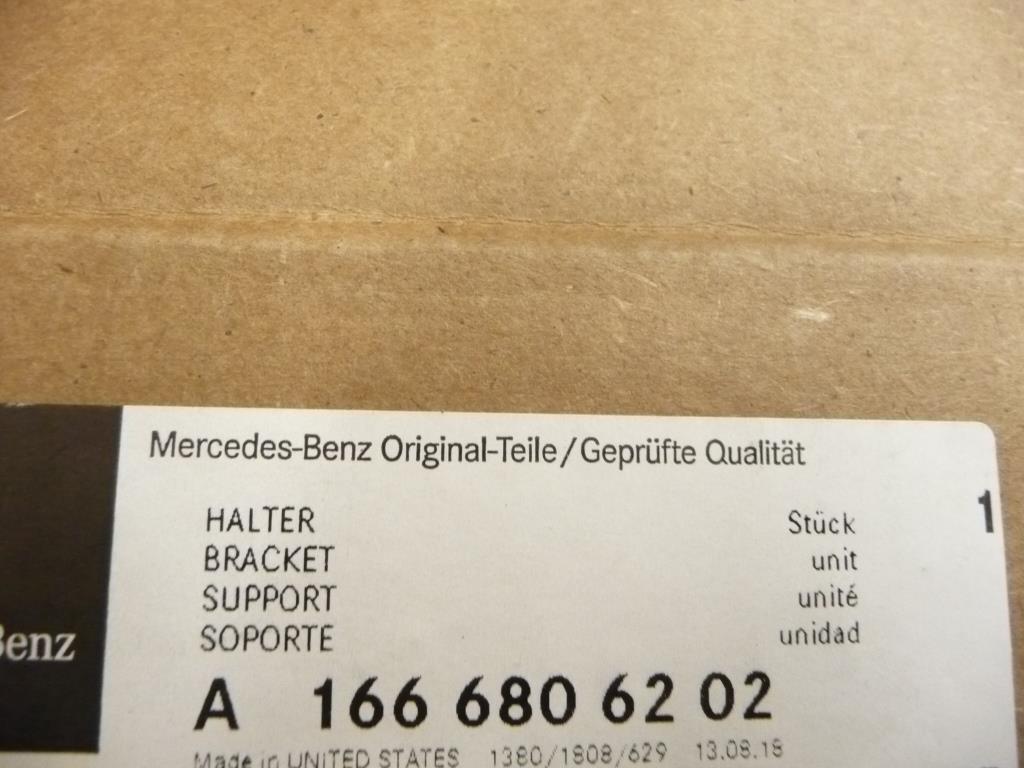 Mercedes-Benz Original-Teile/Geprüfte Qualität
HALTER Stück 1
BRACKET unit
SUPPORT unité
SOPORTE unidad
Benz
A 166 680 62 02
Made in UNITED STATES 1380/1808/629 13.08.18